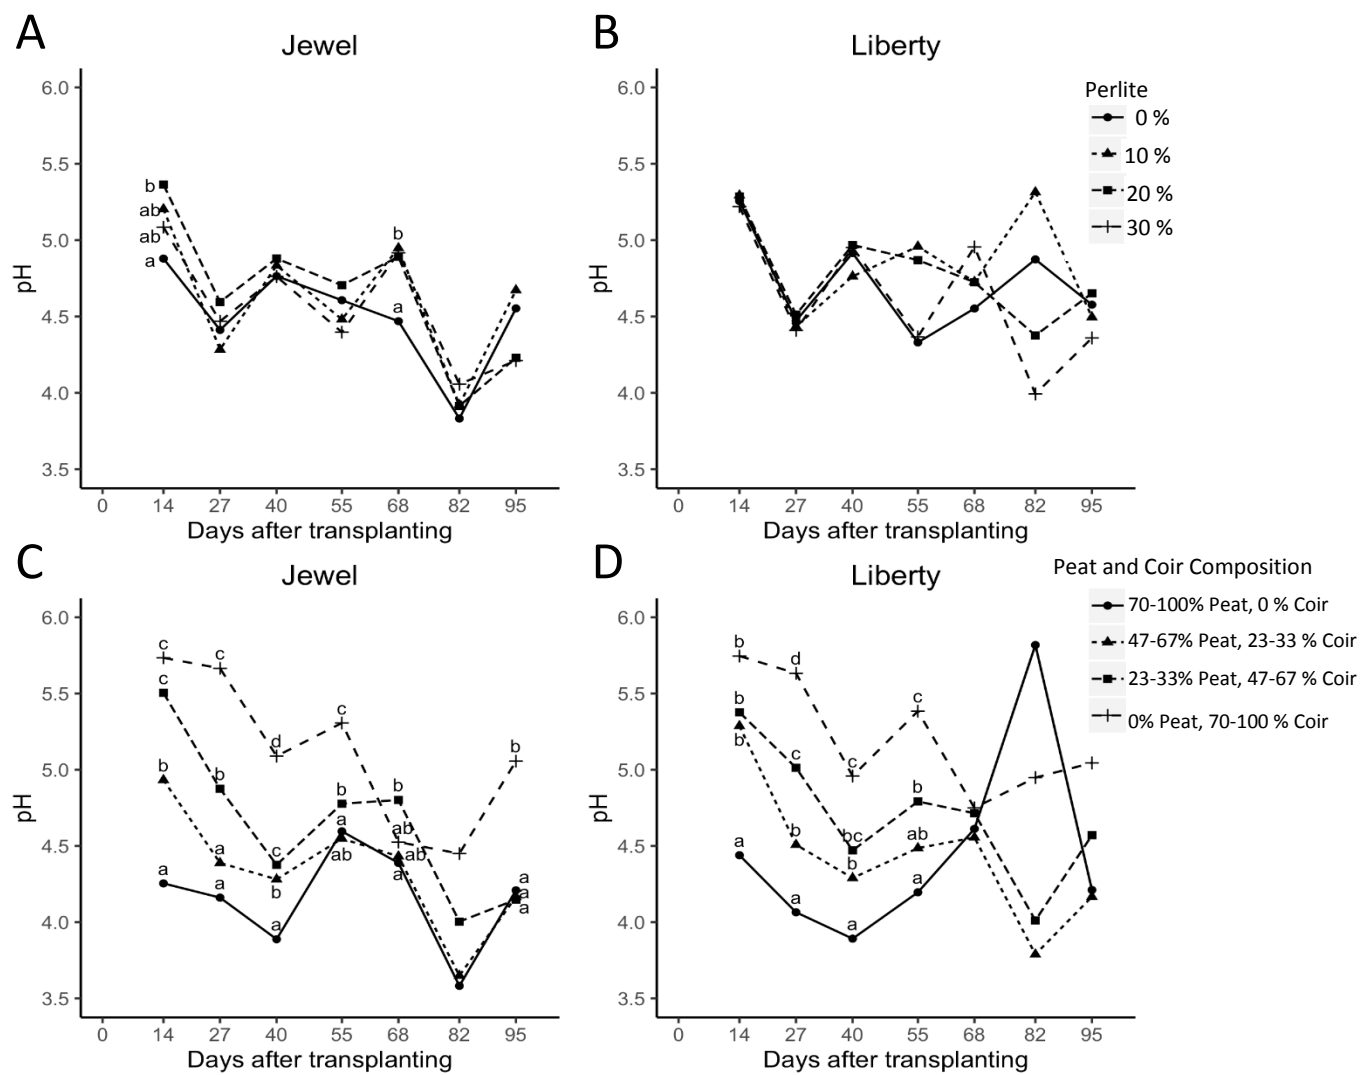 A
Jewel
6.0
5.5
5.0
4.5
4.0
3.5
pH
b
ab
ab
a
b
a
0 14 27 40 55 68 82 95
Days after transplanting
B
Liberty
6.0
5.5
5.0
4.5
4.0
3.5
pH
0 14 27 40 55 68 82 95
Days after transplanting
Perlite
0 %
10 %
20 %
30 %
C
Jewel
6.0
5.5
5.0
4.5
4.0
3.5
pH
c c d c ab b
c b c b b
b a b ab ab a
a a a a a a
a
0 14 27 40 55 68 82 95
Days after transplanting
D
Liberty
6.0
5.5
5.0
4.5
4.0
3.5
pH
b d c c
b c bc b
b b b ab
a a a a
0 14 27 40 55 68 82 95
Days after transplanting
Peat and Coir Composition
70-100% Peat, 0 % Coir
47-67% Peat, 23-33 % Coir
23-33% Peat, 47-67 % Coir
0% Peat, 70-100 % Coir